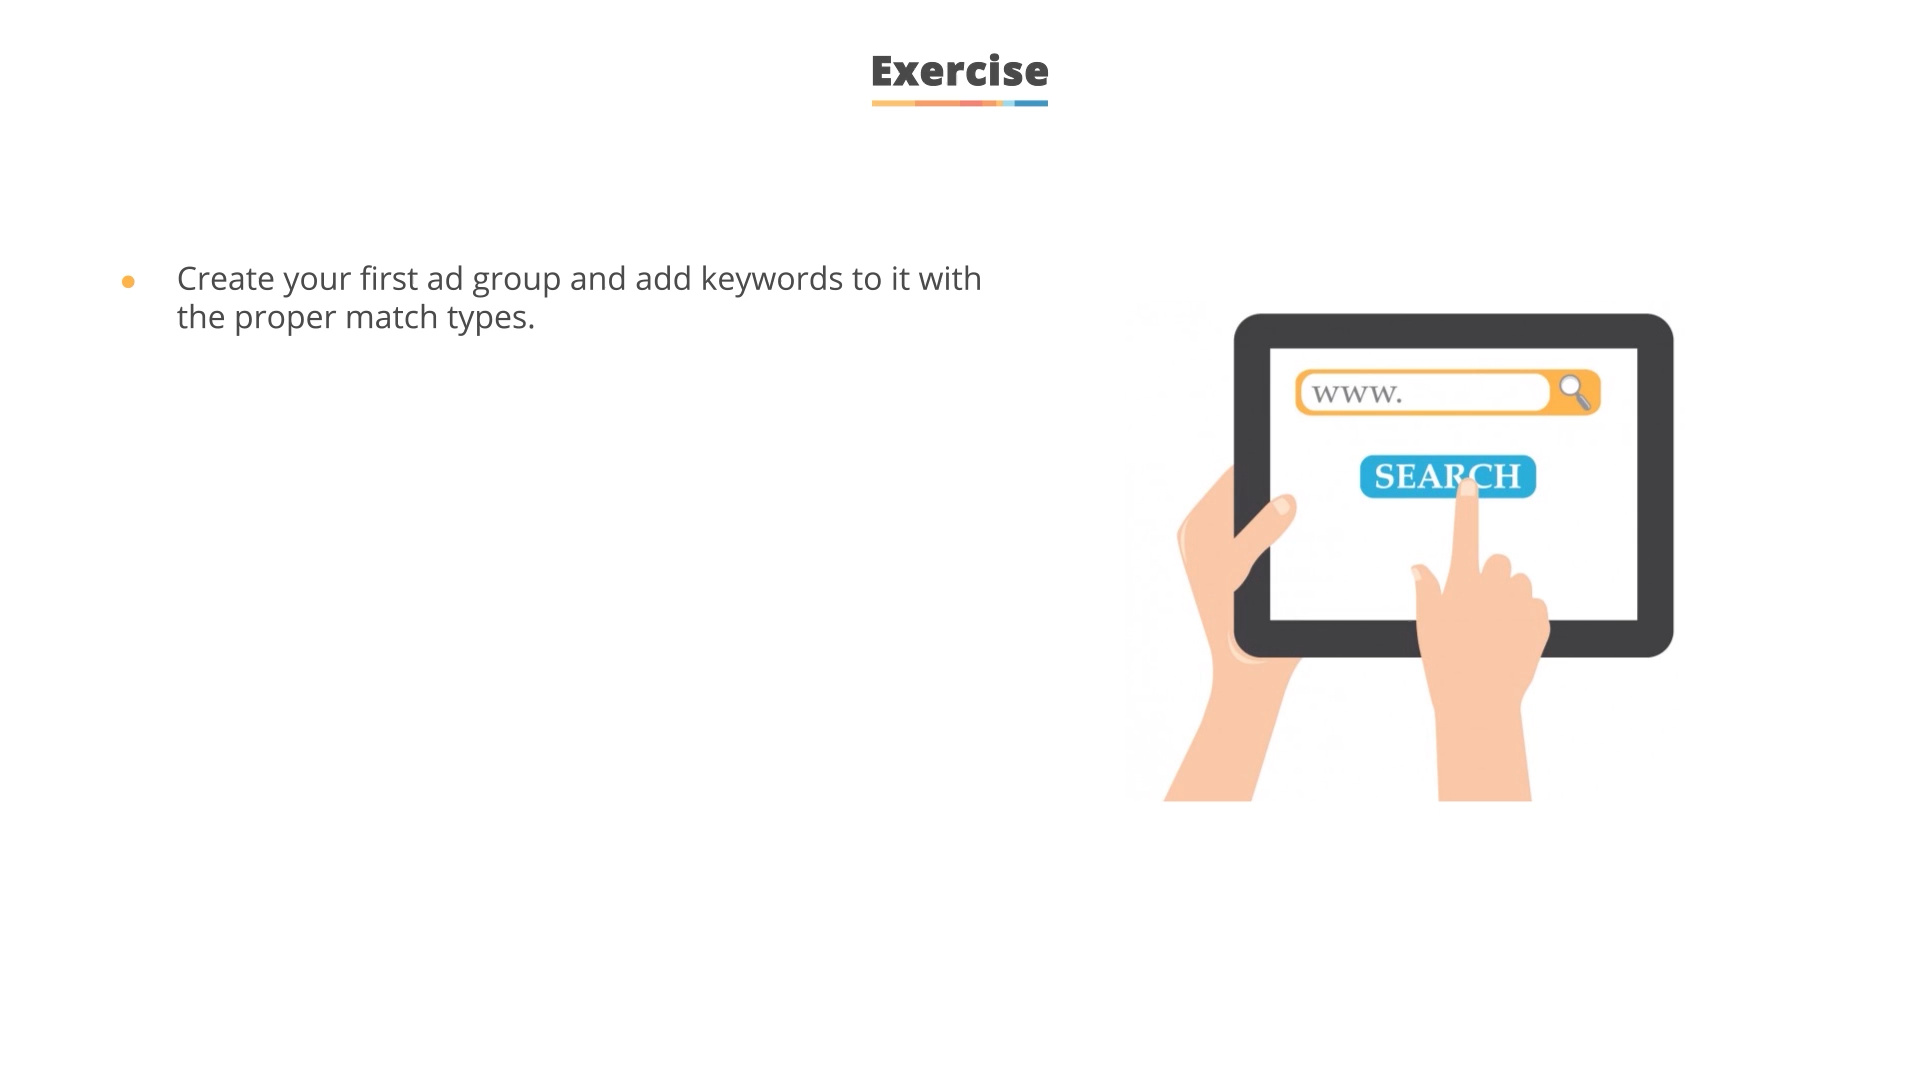 Exercise
Create your first ad group and add keywords to it with
the proper match types.
www.
SEARCH